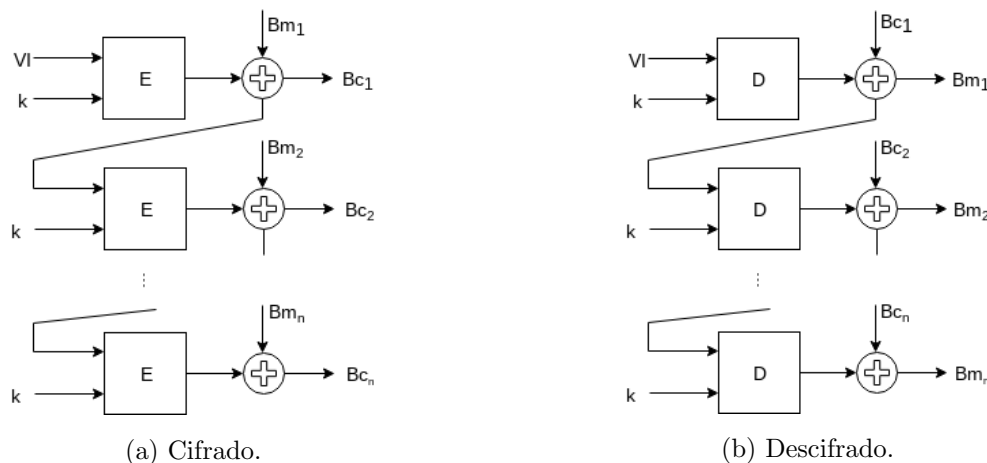 Bm1
VI
E
Bc1
k
Bm2
E
Bc2
k
⋮
Bmn
E
Bcn
k
(a) Cifrado.
Bc1
VI
D
Bm1
k
Bc2
D
Bm2
k
Bcn
D
Bmn
k
(b) Descifrado.